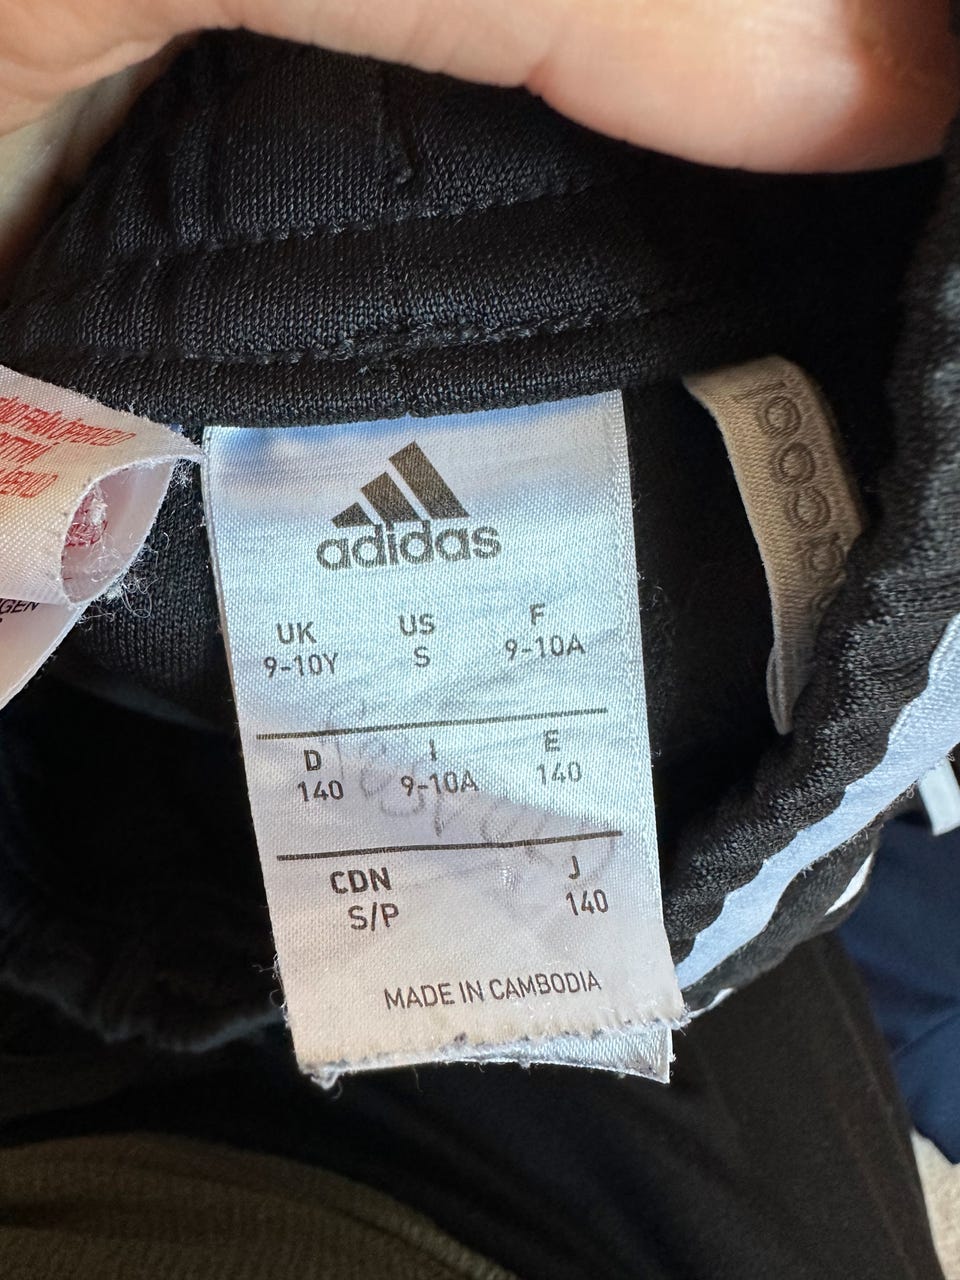 adidas
UK US F
9-10Y S 9-10A
D I E
140 9-10A 140
CDN J
S/P 140
MADE IN CAMBODIA